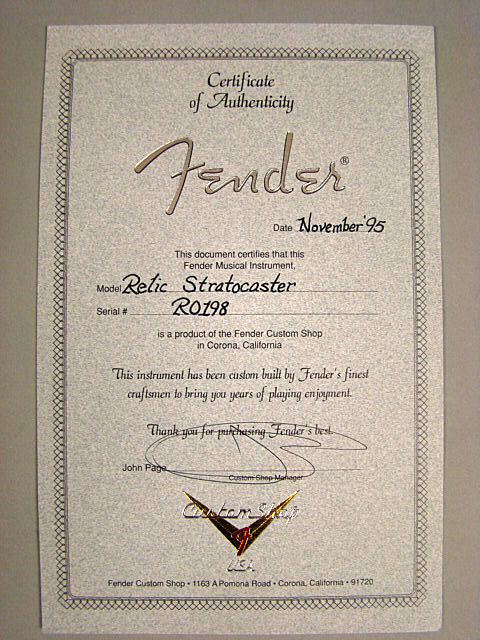 Certificate
of Authenticity
Fender®
Date November '95
This document certifies that this
Fender Musical Instrument,
Model Relic Stratocaster
Serial # R0198
is a product of the Fender Custom Shop
in Corona, California
This instrument has been custom built by Fender's finest
craftsmen to bring you years of playing enjoyment.
Thank you for purchasing Fender's best.
John Page
Custom Shop Manager
Custom Shop
USA
Fender Custom Shop • 1163 A Pomona Road • Corona, California • 91720